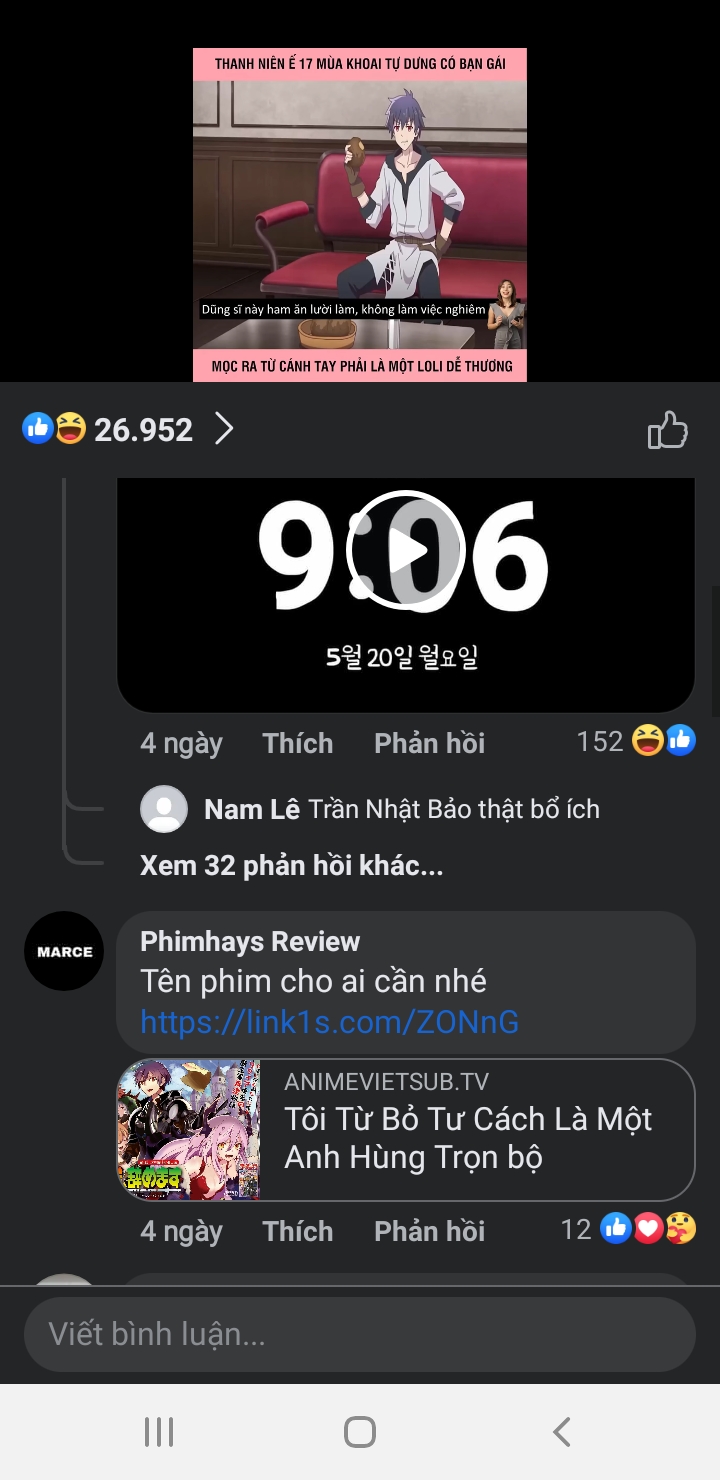 THANH NIÊN Ế 17 MÙA KHOAI TỰ DƯNG CÓ BẠN GÁI
Dũng sĩ này ham ăn lười làm, không làm việc nghiêm
MỌC RA TỪ CÁNH TAY PHẢI LÀ MỘT LOLI DỄ THƯƠNG
26.952
9:06
5월 20일 월요일
4 ngày Thích Phản hồi 152
Nam Lê Trần Nhật Bảo thật bổ ích
Xem 32 phản hồi khác...
MARCE
Phimhays Review
Tên phim cho ai cần nhé
https://link1s.com/ZONnG
ANIMEVIETSUB.TV
Tôi Từ Bỏ Tư Cách Là Một
Anh Hùng Trọn bộ
辞めます
4 ngày Thích Phản hồi 12
Viết bình luận...